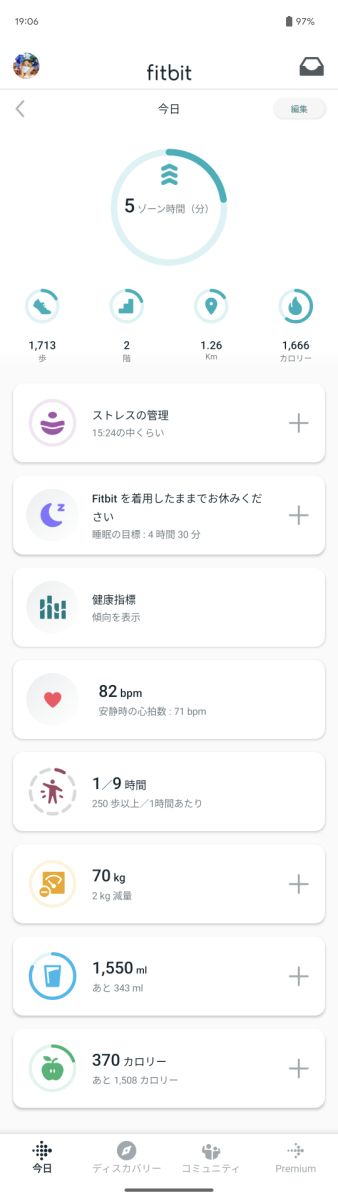 19:06
97%
fitbit
今日
編集
5 ゾーン時間（分）
1,713
歩
2
階
1.26
Km
1,666
カロリー
ストレスの管理
15:24の中くらい
Fitbit を着用したままでお休みくだ
さい
睡眠の目標 : 4 時間 30 分
健康指標
傾向を表示
82 bpm
安静時の心拍数 : 71 bpm
1／9 時間
250 歩以上／1時間あたり
70 kg
2 kg 減量
1,550 ml
あと 343 ml
370 カロリー
あと 1,508 カロリー
今日
ディスカバリー
コミュニティ
Premium